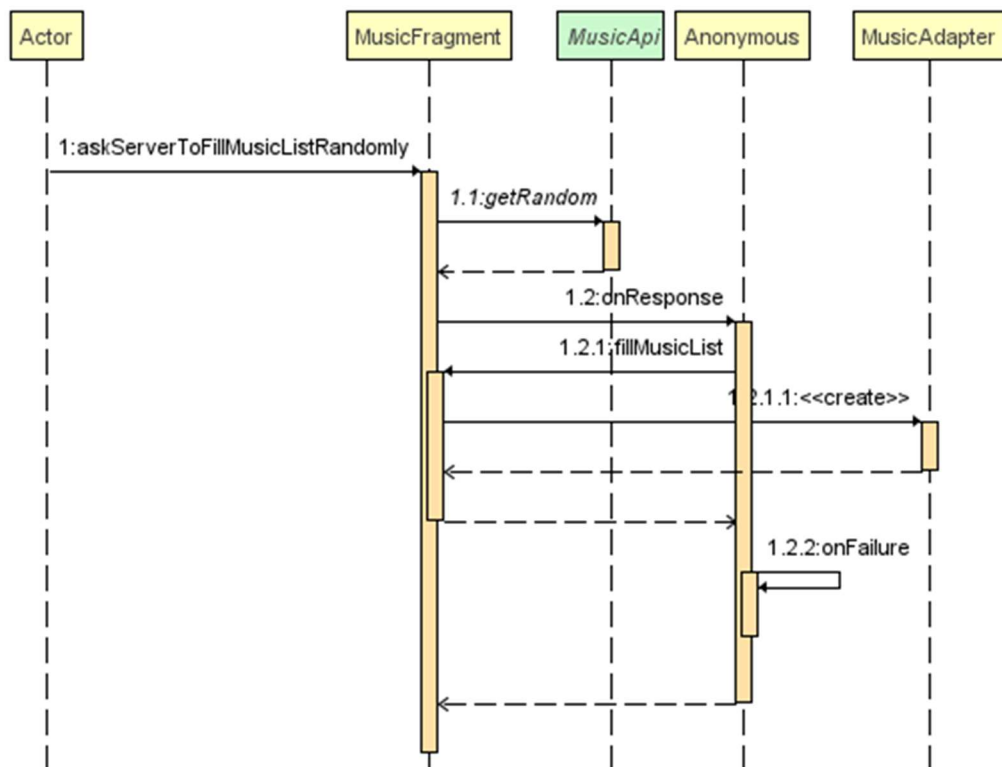 Actor
MusicFragment
MusicApi
Anonymous
MusicAdapter
1:askServerToFillMusicListRandomly
1.1:getRandom
1.2:onResponse
1.2.1:fillMusicList
1.2.1.1:<<create>>
1.2.2:onFailure